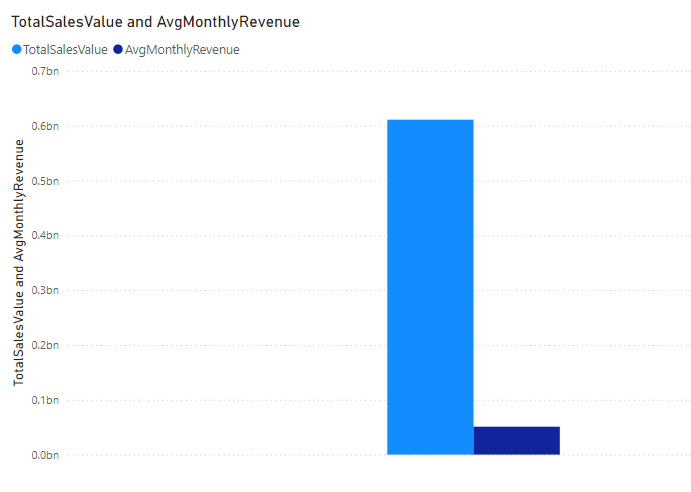 TotalSalesValue and AvgMonthlyRevenue
TotalSalesValue AvgMonthlyRevenue
TotalSalesValue and AvgMonthlyRevenue
0.7bn
0.6bn
0.5bn
0.4bn
0.3bn
0.2bn
0.1bn
0.0bn